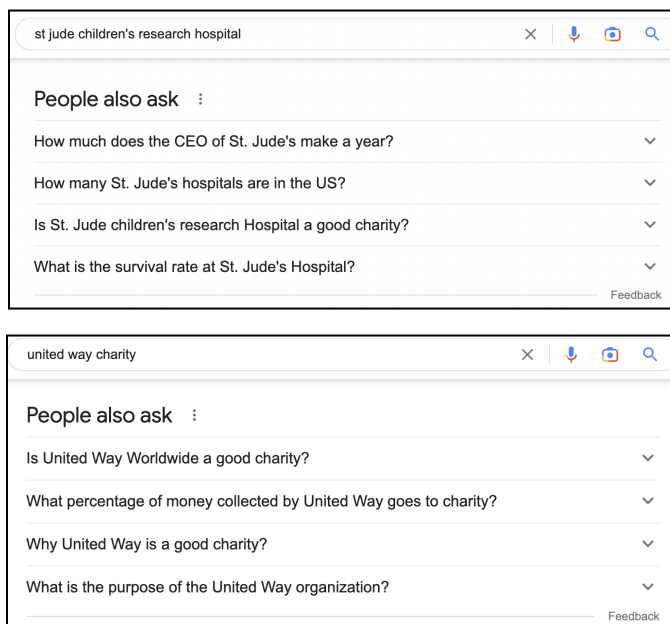 st jude children's research hospital
People also ask
How much does the CEO of St. Jude's make a year?
How many St. Jude's hospitals are in the US?
Is St. Jude children's research Hospital a good charity?
What is the survival rate at St. Jude's Hospital?
Feedback
united way charity
People also ask
Is United Way Worldwide a good charity?
What percentage of money collected by United Way goes to charity?
Why United Way is a good charity?
What is the purpose of the United Way organization?
Feedback